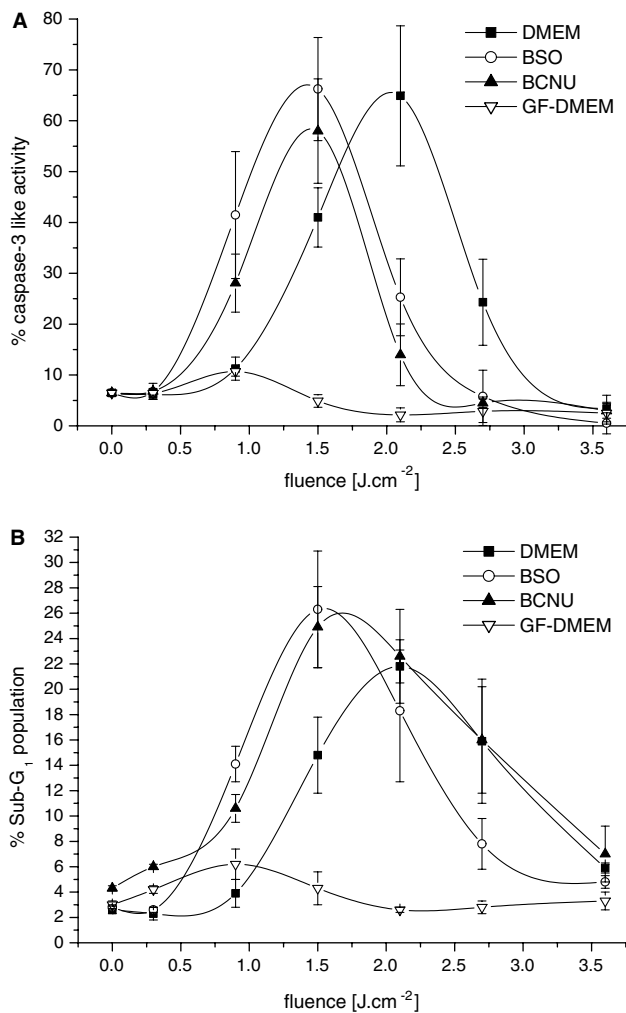 A
80
70
60
50
40
30
20
10
0
% caspase-3 like activity
DMEM
BSO
BCNU
GF-DMEM
0.0 0.5 1.0 1.5 2.0 2.5 3.0 3.5
fluence [J.cm⁻²]
B
32
30
28
26
24
22
20
18
16
14
12
10
8
6
4
2
0
% Sub-G₁ population
DMEM
BSO
BCNU
GF-DMEM
0.0 0.5 1.0 1.5 2.0 2.5 3.0 3.5
fluence [J.cm⁻²]